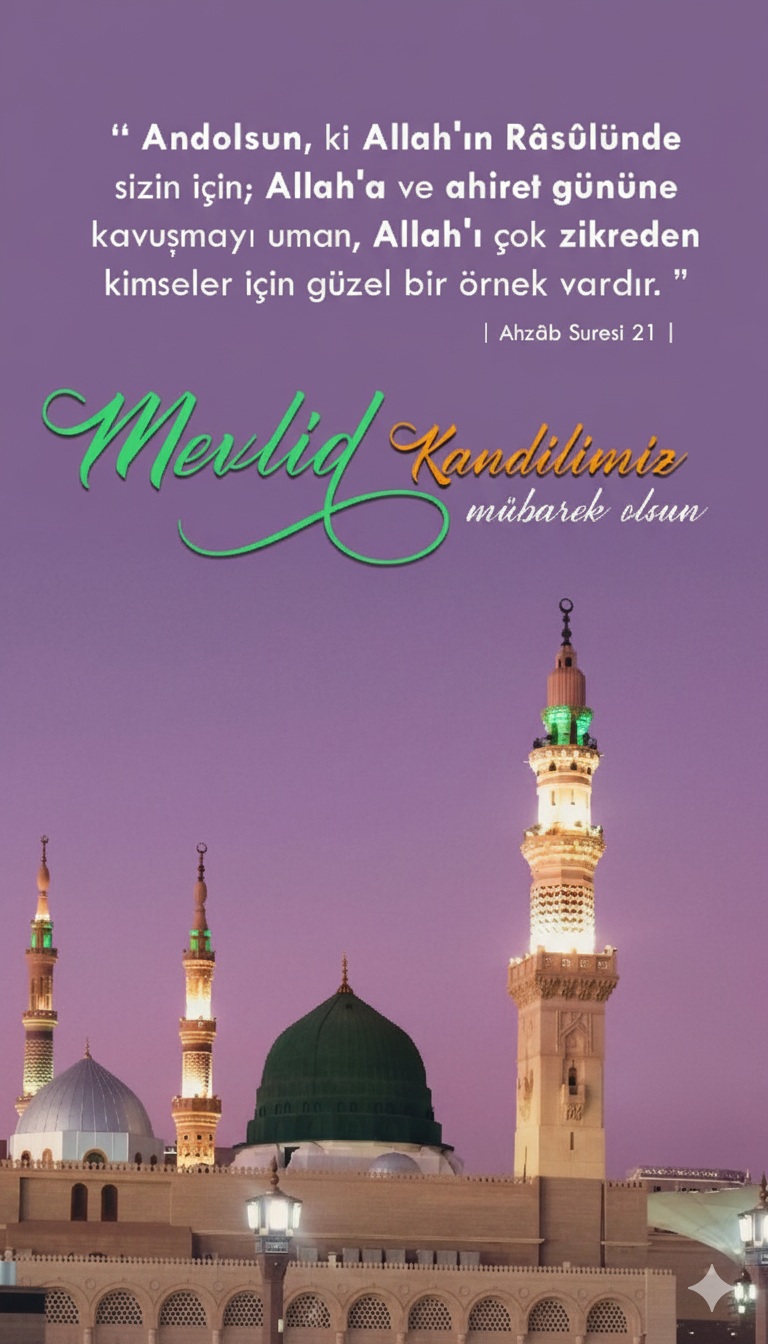 “ Andolsun, ki Allah'ın Râsûlünde
sizin için; Allah'a ve ahiret gününe
kavuşmayı uman, Allah'ı çok zikreden
kimseler için güzel bir örnek vardır. ”
| Ahzâb Suresi 21 |
Mevlid Kandilimiz
mübarek olsun